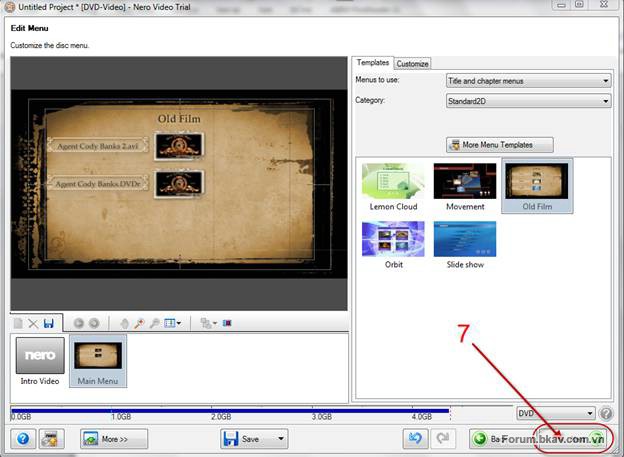 Untitled Project * [DVD-Video] - Nero Video Trial
Edit Menu
Customize the disc menu.
Templates
Customize
Menus to use:
Title and chapter menus
Category:
Standard2D
More Menu Templates
Lemon Cloud
Movement
Old Film
Orbit
Slide show
Old Film
Agent Cody Banks 2.avi
Agent Cody Banks.DVDr
nero
Intro Video
Main Menu
7
0.0GB
1.0GB
2.0GB
3.0GB
4.0GB
DVD
More >>
Save
Forum.bkav.com.vn